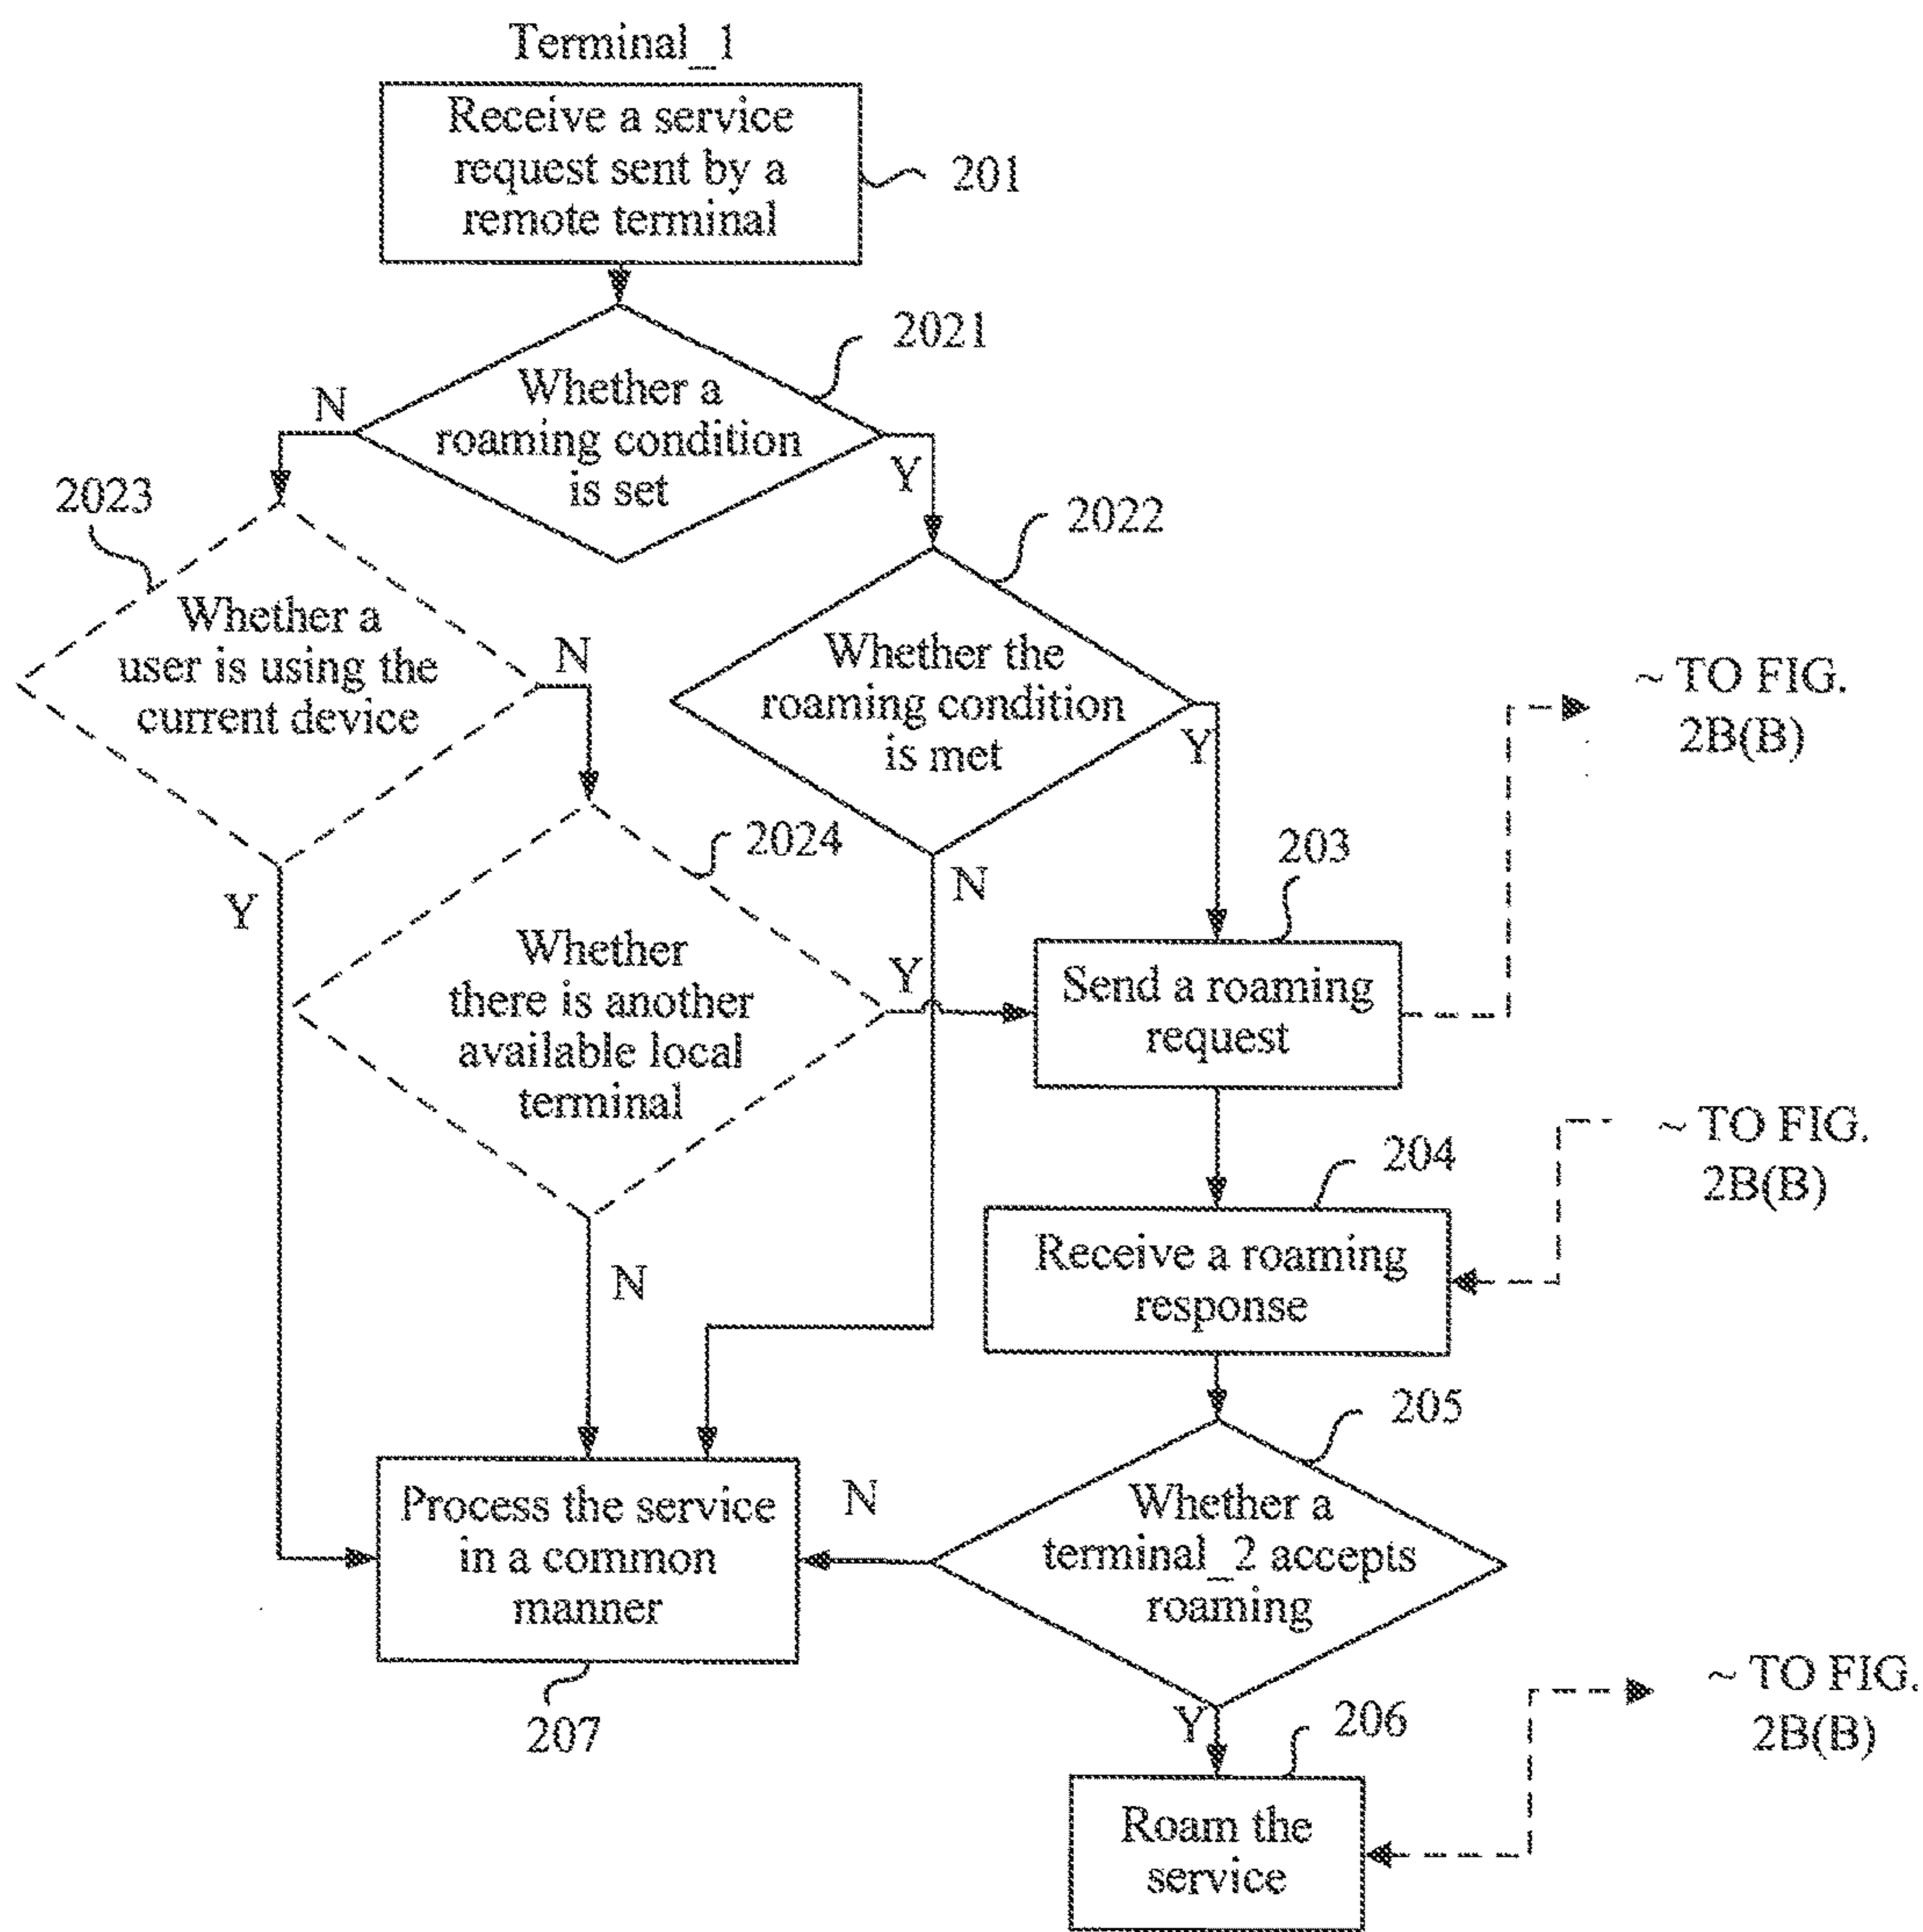 Terminal_1
Receive a service
request sent by a
remote terminal
201
2021
Whether a
roaming condition
is set
N
Y
2023
Whether a
user is using the
current device
N
Y
2022
Whether the
roaming condition
is met
Y
N
~ TO FIG.
2B(B)
2024
Whether
there is another
available local
terminal
Y
N
203
Send a roaming
request
~ TO FIG.
2B(B)
204
Receive a roaming
response
205
Whether a
terminal_2 accepts
roaming
N
Y
Process the service
in a common
manner
207
206
Roam the
service
~ TO FIG.
2B(B)